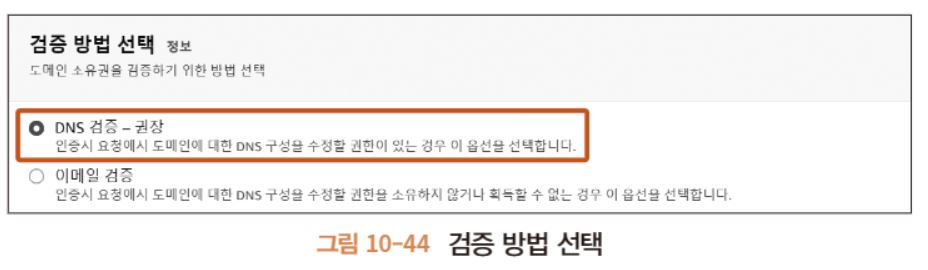 검증 방법 선택 정보
도메인 소유권을 검증하기 위한 방법 선택
DNS 검증 – 권장
인증서 요청에서 도메인에 대한 DNS 구성을 수정할 권한이 있는 경우 이 옵션을 선택합니다.
이메일 검증
인증서 요청에서 도메인에 대한 DNS 구성을 수정할 권한을 소유하지 않거나 획득할 수 없는 경우 이 옵션을 선택합니다.
그림 10-44 검증 방법 선택